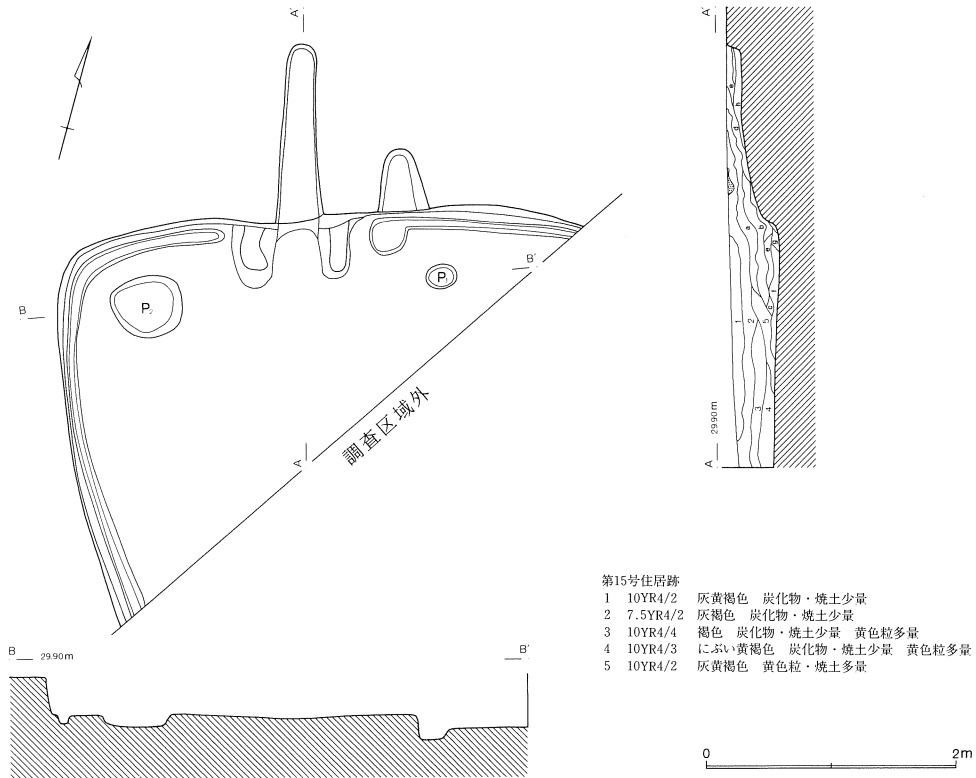 A
A′
B
B′
P₂
P₁
A
調査区域外
A′
a
h
d
a
b
e
g
f
c
1
2
5
3
4
29.90m
A
第15号住居跡
1 10YR4/2 灰黄褐色 炭化物・焼土少量
2 7.5YR4/2 灰褐色 炭化物・焼土少量
3 10YR4/4 褐色 炭化物・焼土少量 黄色粒多量
4 10YR4/3 にぶい黄褐色 炭化物・焼土少量 黄色粒多量
5 10YR4/2 灰黄褐色 黄色粒・焼土多量
B 29.90m
B′
0
2m